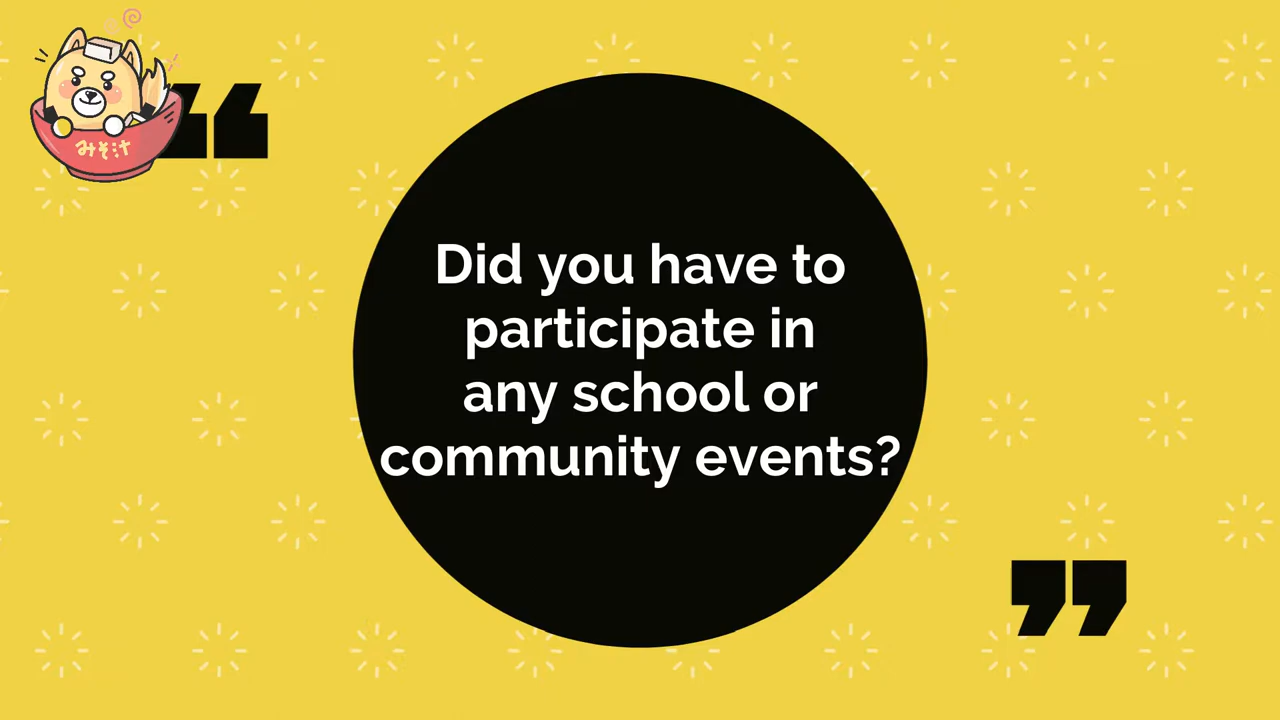 みそ汁
Did you have to
participate in
any school or
community events?